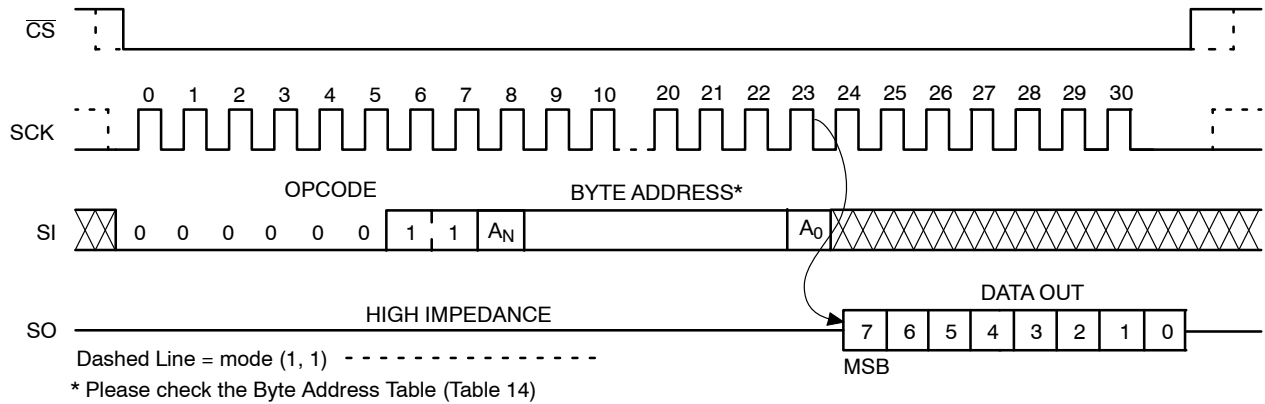 CS
0 1 2 3 4 5 6 7 8 9 10 20 21 22 23 24 25 26 27 28 29 30
SCK
OPCODE
BYTE ADDRESS*
SI
0 0 0 0 0 0 1 1 AN A0
DATA OUT
HIGH IMPEDANCE
SO
7 6 5 4 3 2 1 0
Dashed Line = mode (1, 1)
MSB
* Please check the Byte Address Table (Table 14)